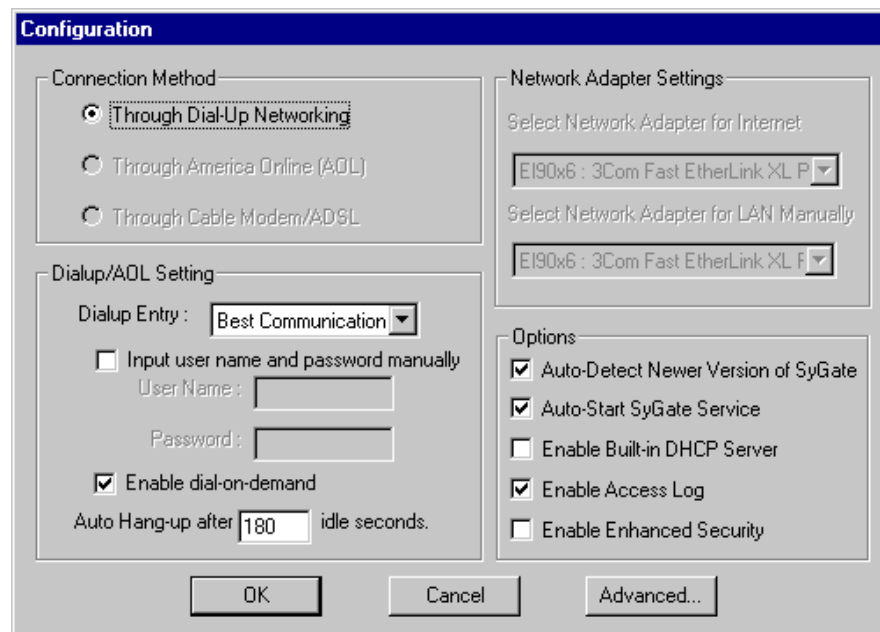 Configuration
Connection Method
Through Dial-Up Networking
Through America Online (AOL)
Through Cable Modem/ADSL
Dialup/AOL Setting
Dialup Entry :
Best Communication
Input user name and password manually
User Name :
Password :
Enable dial-on-demand
Auto Hang-up after 180 idle seconds.
Network Adapter Settings
Select Network Adapter for Internet
El90x6 : 3Com Fast EtherLink XL P
Select Network Adapter for LAN Manually
El90x6 : 3Com Fast EtherLink XL F
Options
Auto-Detect Newer Version of SyGate
Auto-Start SyGate Service
Enable Built-in DHCP Server
Enable Access Log
Enable Enhanced Security
OK
Cancel
Advanced...